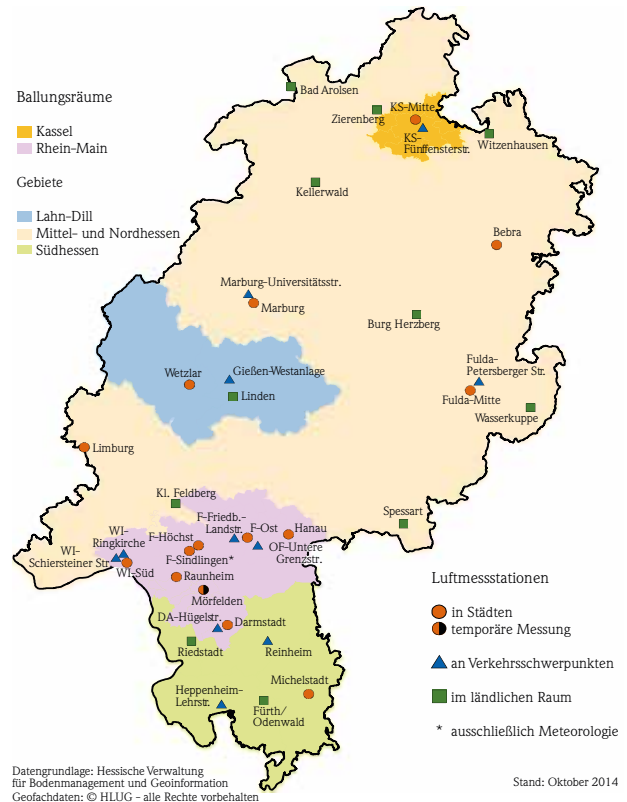 Ballungsräume
Kassel
Rhein-Main
Gebiete
Lahn-Dill
Mittel- und Nordhessen
Südhessen
Bad Arolsen
KS-Mitte
Zierenberg
KS-
Fünffensterstr.
Witzenhausen
Kellerwald
Bebra
Marburg-Universitätsstr.
Marburg
Burg Herzberg
Wetzlar
Gießen-Westanlage
Linden
Fulda-
Petersberger Str.
Fulda-Mitte
Wasserkuppe
Limburg
Kl. Feldberg
Spessart
WI-
Ringkirche
F-Höchst
F-Friedb.-
Landstr.
F-Ost
Hanau
WI-
Schiersteiner Str.
WI-Süd
F-Sindlingen*
OF-Untere
Grenzstr.
Raunheim
Mörfelden
DA-Hügelstr.
Darmstadt
Riedstadt
Reinheim
Michelstadt
Heppenheim-
Lehrstr.
Fürth/
Odenwald
Luftmessstationen
in Städten
temporäre Messung
an Verkehrsschwerpunkten
im ländlichen Raum
* ausschließlich Meteorologie
Datengrundlage: Hessische Verwaltung
für Bodenmanagement und Geoinformation
Geofachdaten: © HLUG - alle Rechte vorbehalten
Stand: Oktober 2014